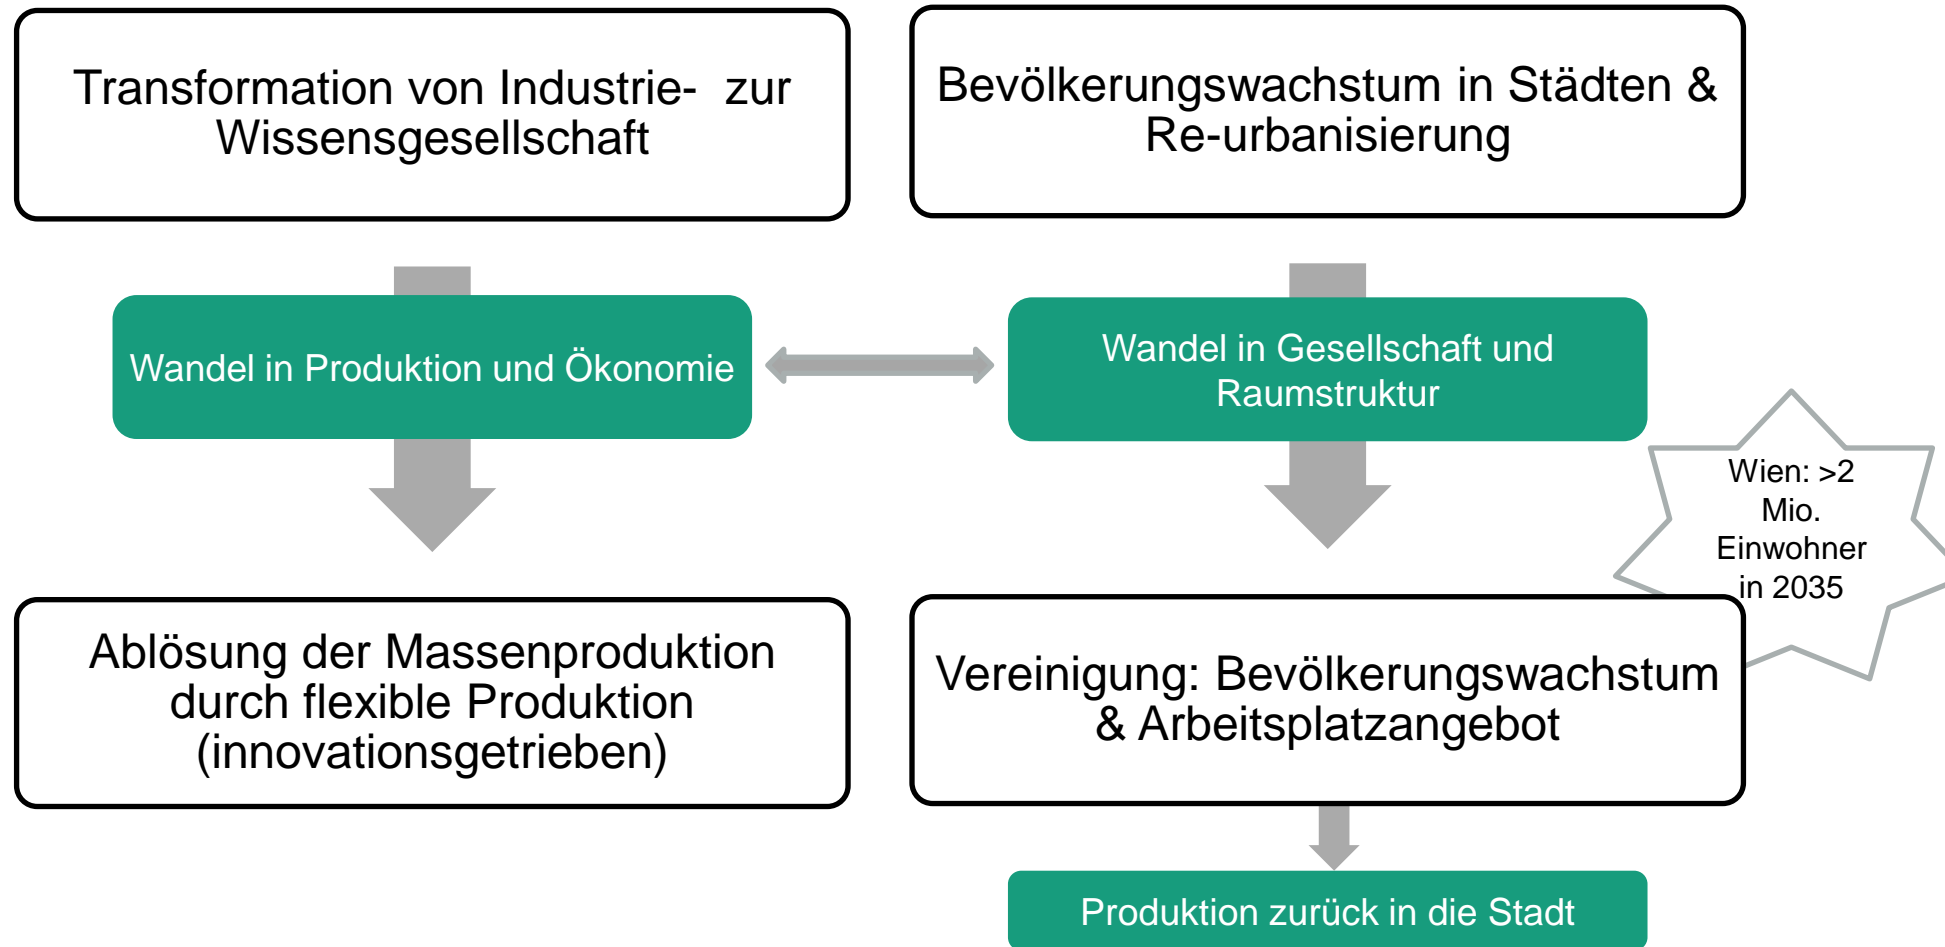 Transformation von Industrie- zur
Wissensgesellschaft
Bevölkerungswachstum in Städten &
Re-urbanisierung
Wandel in Produktion und Ökonomie
Wandel in Gesellschaft und
Raumstruktur
Wien: >2
Mio.
Einwohner
in 2035
Ablösung der Massenproduktion
durch flexible Produktion
(innovationsgetrieben)
Vereinigung: Bevölkerungswachstum
& Arbeitsplatzangebot
Produktion zurück in die Stadt